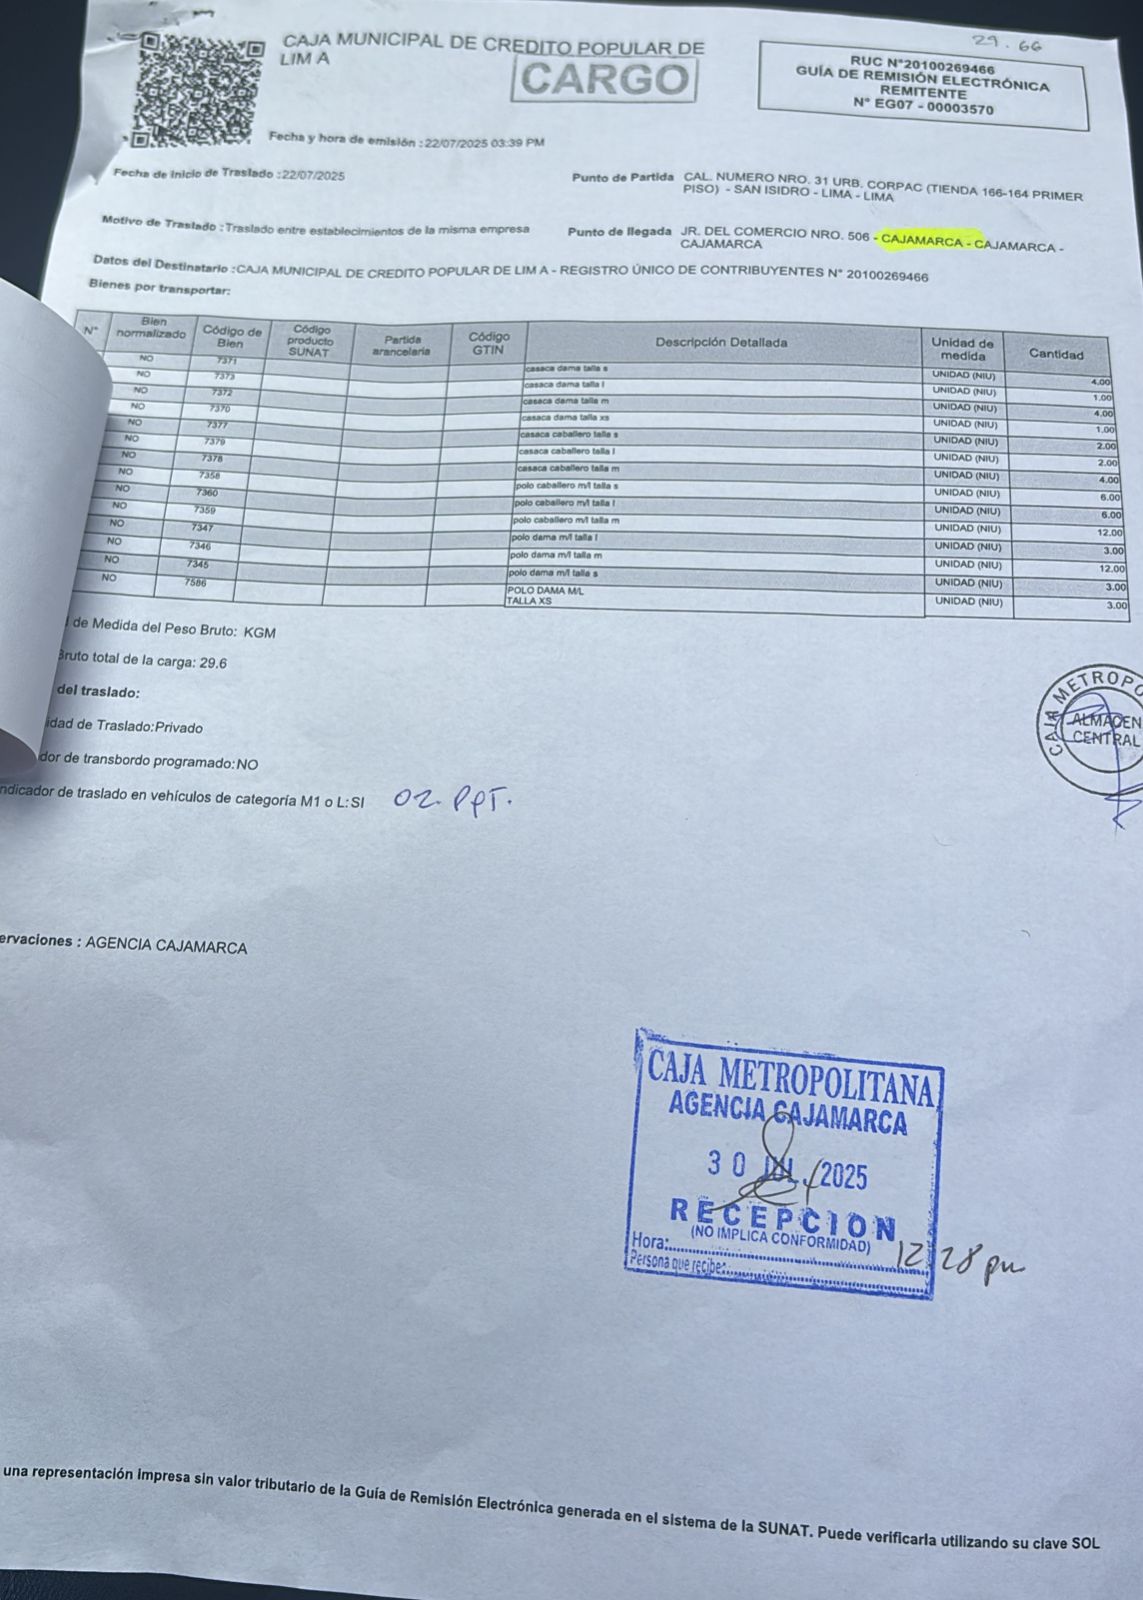 29.66
CAJA MUNICIPAL DE CREDITO POPULAR DE
LIM A
CARGO
RUC N°20100269466
GUÍA DE REMISIÓN ELECTRÓNICA
REMITENTE
N° EG07 - 00003570
Fecha y hora de emisión : 22/07/2025 03:39 PM
Fecha de Inicio de Traslado :22/07/2025
Punto de Partida CAL. NUMERO NRO. 31 URB. CORPAC (TIENDA 166-164 PRIMER
PISO) - SAN ISIDRO - LIMA - LIMA
Motivo de Traslado : Traslado entre establecimientos de la misma empresa
Punto de llegada JR. DEL COMERCIO NRO. 506 - CAJAMARCA - CAJAMARCA -
CAJAMARCA
Datos del Destinatario : CAJA MUNICIPAL DE CREDITO POPULAR DE LIM A - REGISTRO ÚNICO DE CONTRIBUYENTES N° 20100269466
Bienes por transportar:
N° Bien normalizado Código de Bien Código producto SUNAT Partida arancelaria Código GTIN Descripción Detallada Unidad de medida Cantidad
NO 7371 casaca dama talla s UNIDAD (NIU) 4.00
NO 7373 casaca dama talla l UNIDAD (NIU) 1.00
NO 7372 casaca dama talla m UNIDAD (NIU) 4.00
NO 7370 casaca dama talla xs UNIDAD (NIU) 1.00
NO 7377 casaca caballero talla s UNIDAD (NIU) 2.00
NO 7379 casaca caballero talla l UNIDAD (NIU) 2.00
NO 7378 casaca caballero talla m UNIDAD (NIU) 4.00
NO 7358 polo caballero m/l talla s UNIDAD (NIU) 6.00
NO 7360 polo caballero m/l talla l UNIDAD (NIU) 6.00
NO 7359 polo caballero m/l talla m UNIDAD (NIU) 12.00
NO 7347 polo dama m/l talla l UNIDAD (NIU) 3.00
NO 7346 polo dama m/l talla m UNIDAD (NIU) 12.00
NO 7345 polo dama m/l talla s UNIDAD (NIU) 3.00
NO 7586 POLO DAMA M/L UNIDAD (NIU) 3.00
TALLA XS
de Medida del Peso Bruto: KGM
Bruto total de la carga: 29.6
del traslado:
idad de Traslado:Privado
dor de transbordo programado:NO
ndicador de traslado en vehículos de categoría M1 o L:SI
02. PPT.
CAJA METROPO
ALMACEN
CENTRAL
ervaciones : AGENCIA CAJAMARCA
CAJA METROPOLITANA
AGENCIA CAJAMARCA
30 JUL. 2025
RECEPCION
(NO IMPLICA CONFORMIDAD)
Hora: 12:28 pm
Persona que recibe:
una representación impresa sin valor tributario de la Guía de Remisión Electrónica generada en el sistema de la SUNAT. Puede verificarla utilizando su clave SOL